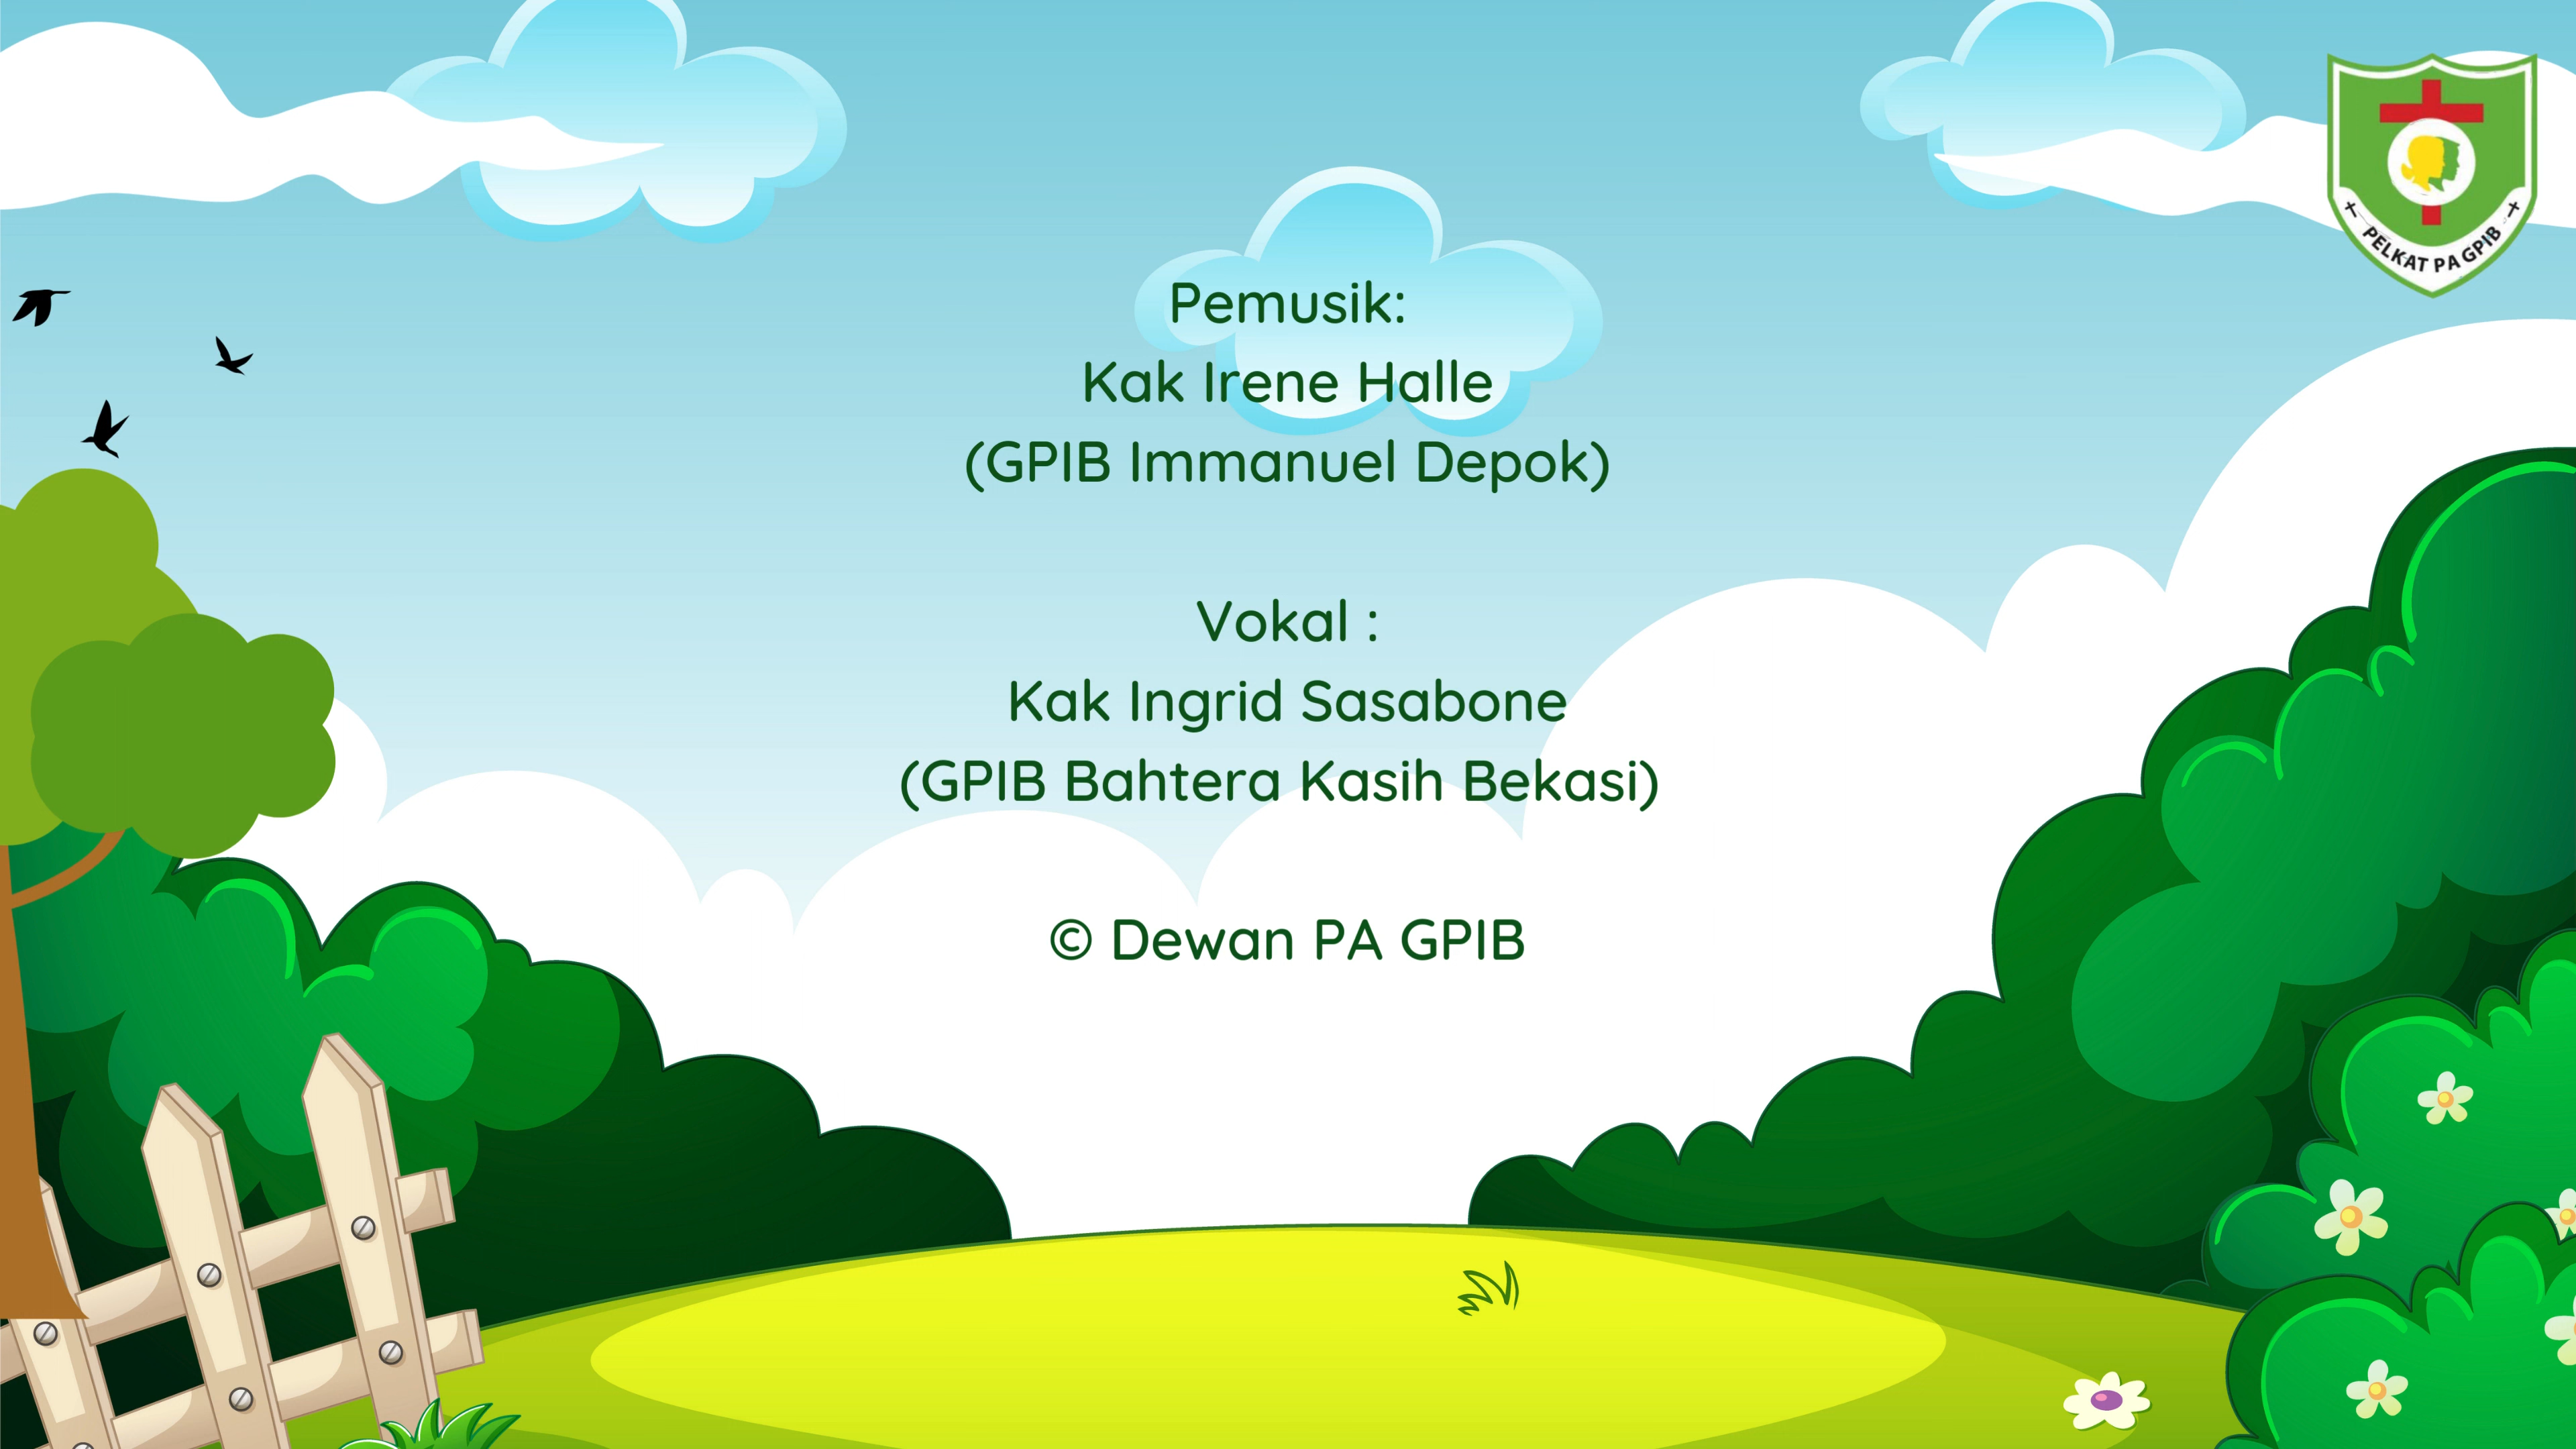 Pemusik:
Kak Irene Halle
(GPIB Immanuel Depok)
Vokal :
Kak Ingrid Sasabone
(GPIB Bahtera Kasih Bekasi)
© Dewan PA GPIB
PELKAT PA GPIB